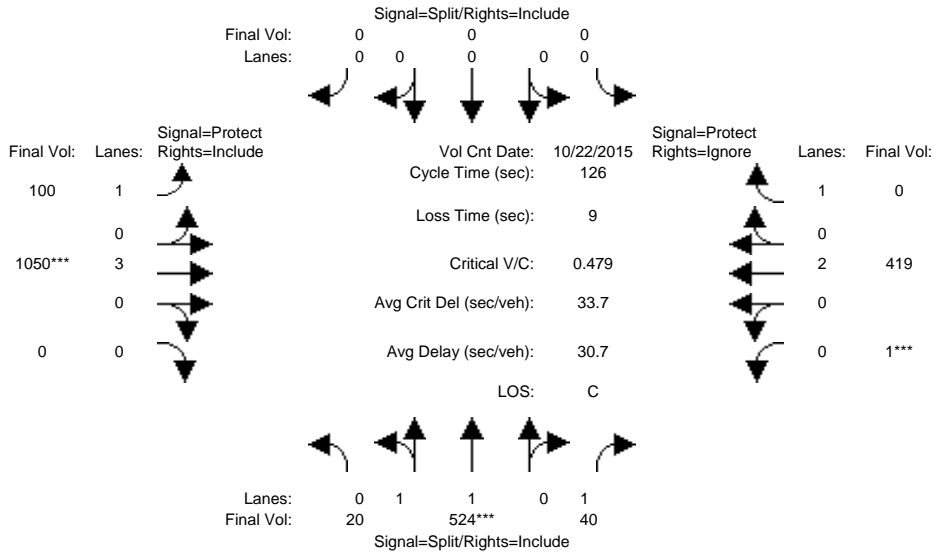 Signal=Split/Rights=Include
Final Vol: 0 0 0
Lanes: 0 0 0 0 0
Signal=Protect Signal=Protect
Final Vol: Lanes: Rights=Include Vol Cnt Date: 10/22/2015 Rights=Ignore Lanes: Final Vol:
Cycle Time (sec): 126
100 1 1 0
Loss Time (sec): 9
0 0
1050*** 3 Critical V/C: 0.479 2 419
0 Avg Crit Del (sec/veh): 33.7 0
0 0 Avg Delay (sec/veh): 30.7 0 1***
LOS: C
Lanes: 0 1 1 0 1
Final Vol: 20 524*** 40
Signal=Split/Rights=Include